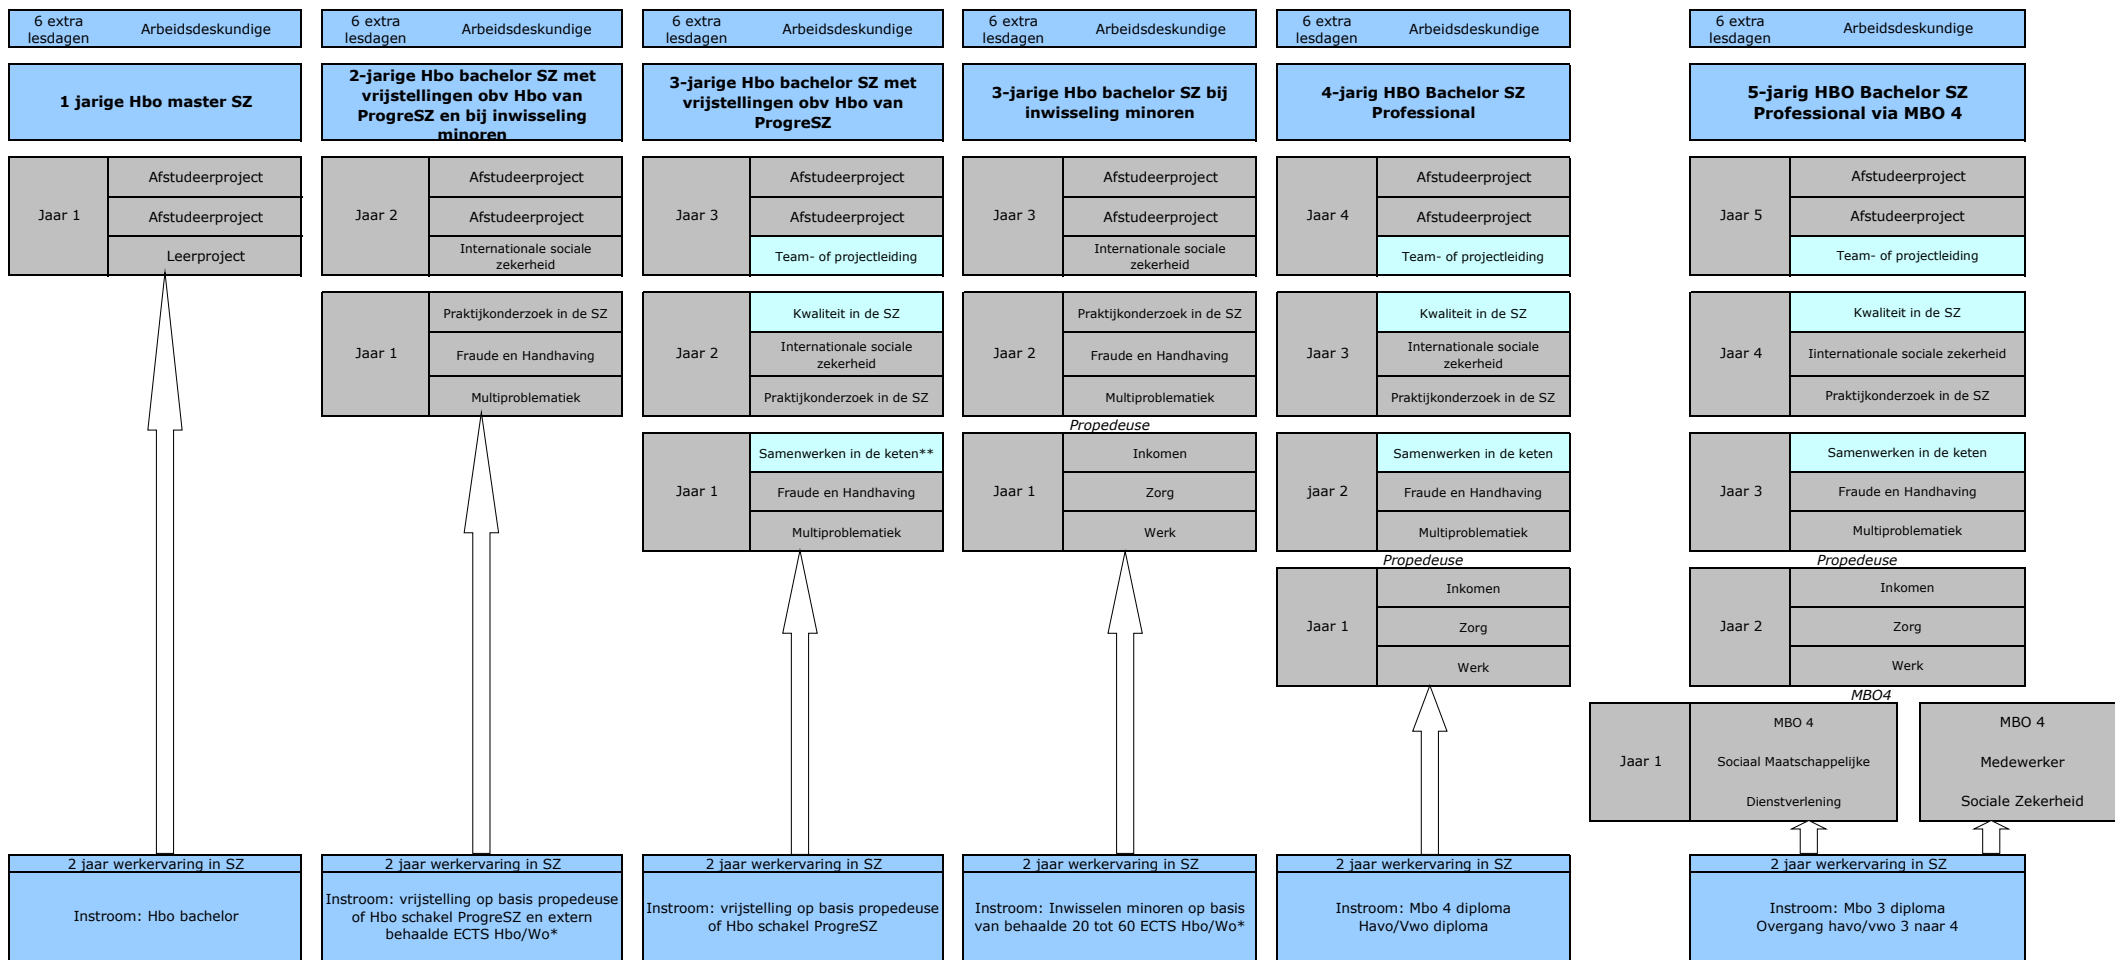 6 extra
lesdagen
Arbeidsdeskundige
1 jarige Hbo master SZ
Jaar 1
Afstudeerproject
Afstudeerproject
Leerproject
2 jaar werkervaring in SZ
Instroom: Hbo bachelor
6 extra
lesdagen
Arbeidsdeskundige
2-jarige Hbo bachelor SZ met
vrijstellingen obv Hbo van
ProgreSZ en bij inwisseling
minoren
Jaar 2
Afstudeerproject
Afstudeerproject
Internationale sociale
zekerheid
Jaar 1
Praktijkonderzoek in de SZ
Fraude en Handhaving
Multiproblematiek
2 jaar werkervaring in SZ
Instroom: vrijstelling op basis propedeuse
of Hbo schakel ProgreSZ en extern
behaalde ECTS Hbo/Wo*
6 extra
lesdagen
Arbeidsdeskundige
3-jarige Hbo bachelor SZ met
vrijstellingen obv Hbo van
ProgreSZ
Jaar 3
Afstudeerproject
Afstudeerproject
Team- of projectleiding
Jaar 2
Kwaliteit in de SZ
Internationale sociale
zekerheid
Praktijkonderzoek in de SZ
Jaar 1
Samenwerken in de keten**
Fraude en Handhaving
Multiproblematiek
2 jaar werkervaring in SZ
Instroom: vrijstelling op basis propedeuse
of Hbo schakel ProgreSZ
6 extra
lesdagen
Arbeidsdeskundige
3-jarige Hbo bachelor SZ bij
inwisseling minoren
Jaar 3
Afstudeerproject
Afstudeerproject
Internationale sociale
zekerheid
Jaar 2
Praktijkonderzoek in de SZ
Fraude en Handhaving
Multiproblematiek
Propedeuse
Jaar 1
Inkomen
Zorg
Werk
2 jaar werkervaring in SZ
Instroom: Inwisselen minoren op basis
van behaalde 20 tot 60 ECTS Hbo/Wo*
6 extra
lesdagen
Arbeidsdeskundige
4-jarig HBO Bachelor SZ
Professional
Jaar 4
Afstudeerproject
Afstudeerproject
Team- of projectleiding
Jaar 3
Kwaliteit in de SZ
Internationale sociale
zekerheid
Praktijkonderzoek in de SZ
jaar 2
Samenwerken in de keten
Fraude en Handhaving
Multiproblematiek
Propedeuse
Jaar 1
Inkomen
Zorg
Werk
2 jaar werkervaring in SZ
Instroom: Mbo 4 diploma
Havo/Vwo diploma
6 extra
lesdagen
Arbeidsdeskundige
5-jarig HBO Bachelor SZ
Professional via MBO 4
Jaar 5
Afstudeerproject
Afstudeerproject
Team- of projectleiding
Jaar 4
Kwaliteit in de SZ
Iinternationale sociale zekerheid
Praktijkonderzoek in de SZ
Jaar 3
Samenwerken in de keten
Fraude en Handhaving
Multiproblematiek
Propedeuse
Jaar 2
Inkomen
Zorg
Werk
MBO4
Jaar 1
MBO 4
Sociaal Maatschappelijke
Dienstverlening
MBO 4
Medewerker
Sociale Zekerheid
2 jaar werkervaring in SZ
Instroom: Mbo 3 diploma
Overgang havo/vwo 3 naar 4